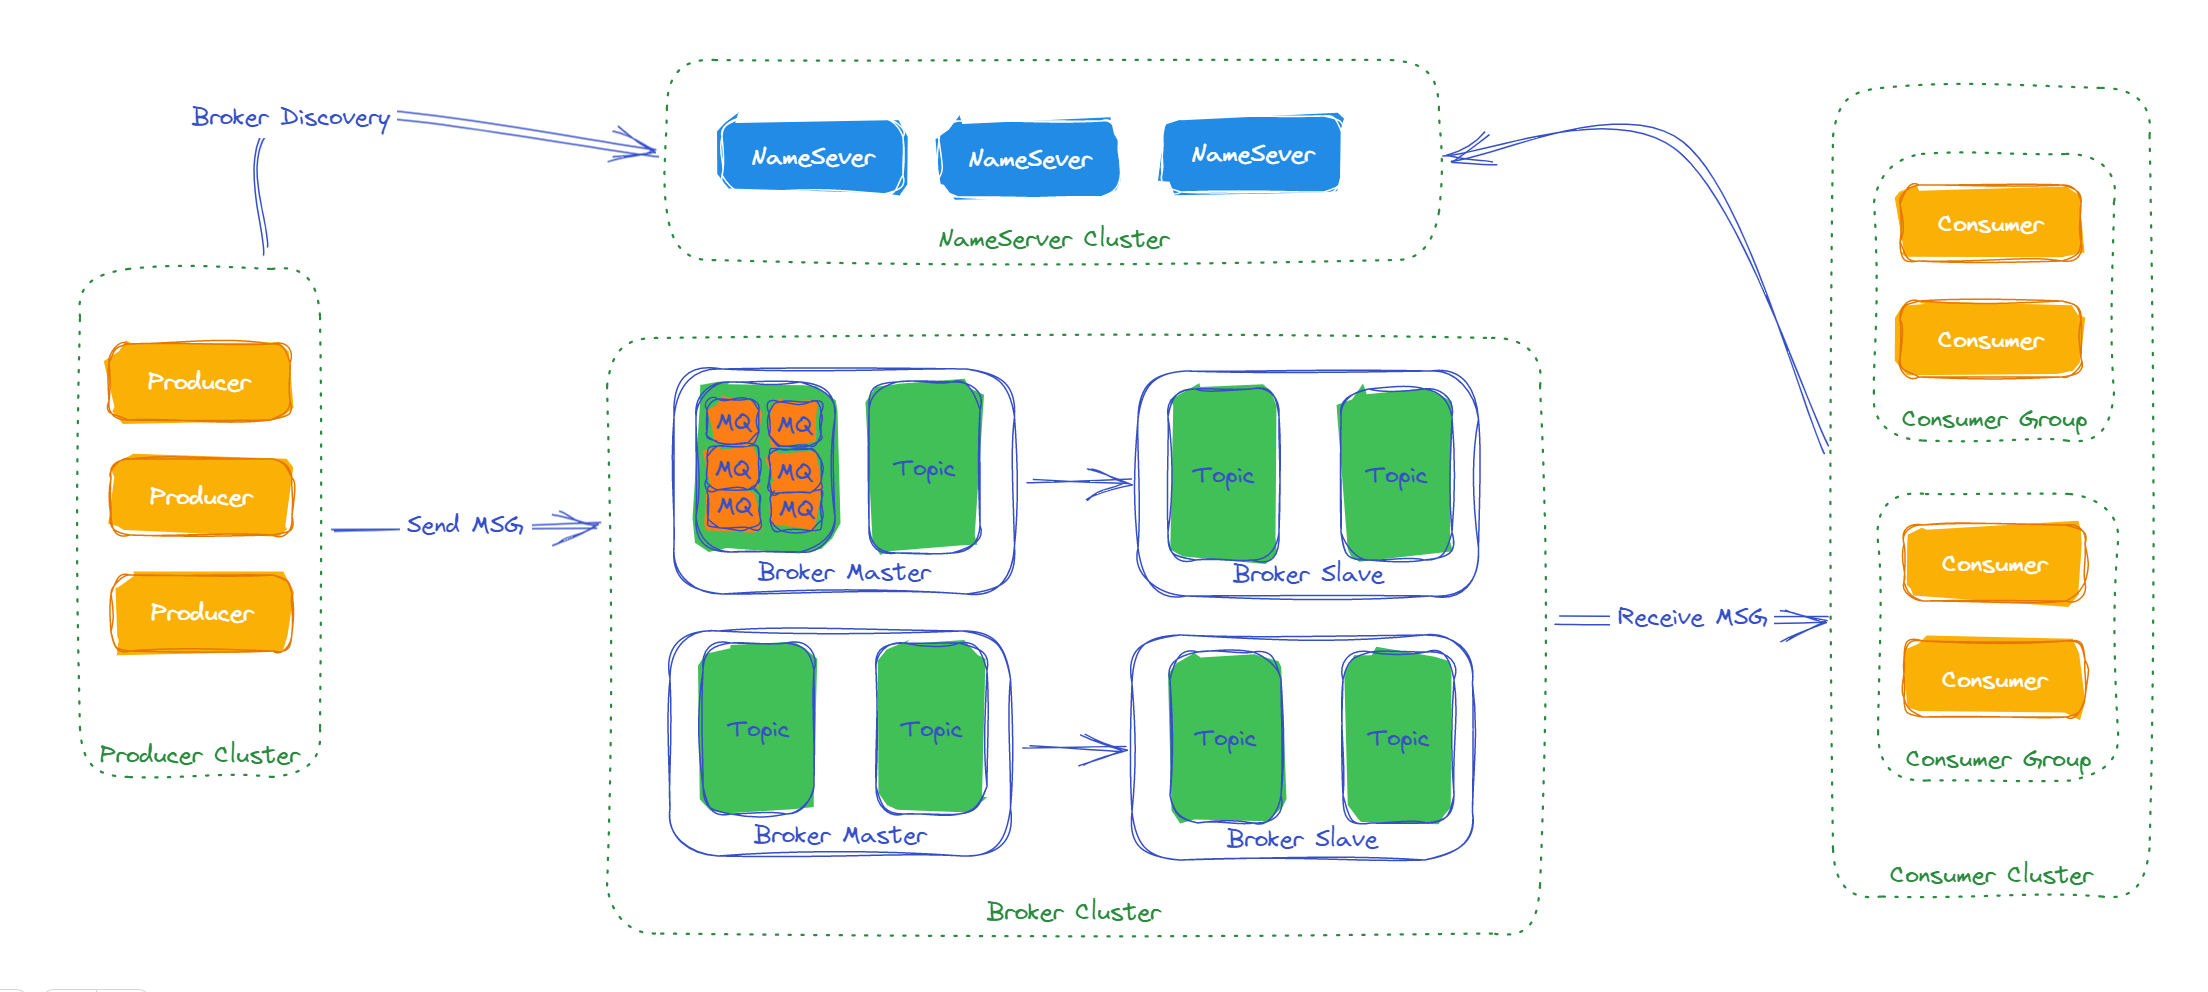 Broker Discovery
NameSever
NameSever
NameSever
NameServer Cluster
Producer
Producer
Producer
Producer Cluster
Send MSG
MQ
MQ
MQ
MQ
MQ
MQ
Topic
Broker Master
Topic
Topic
Broker Slave
Topic
Topic
Broker Master
Topic
Topic
Broker Slave
Broker Cluster
Receive MSG
Consumer
Consumer
Consumer Group
Consumer
Consumer
Consumer Group
Consumer Cluster